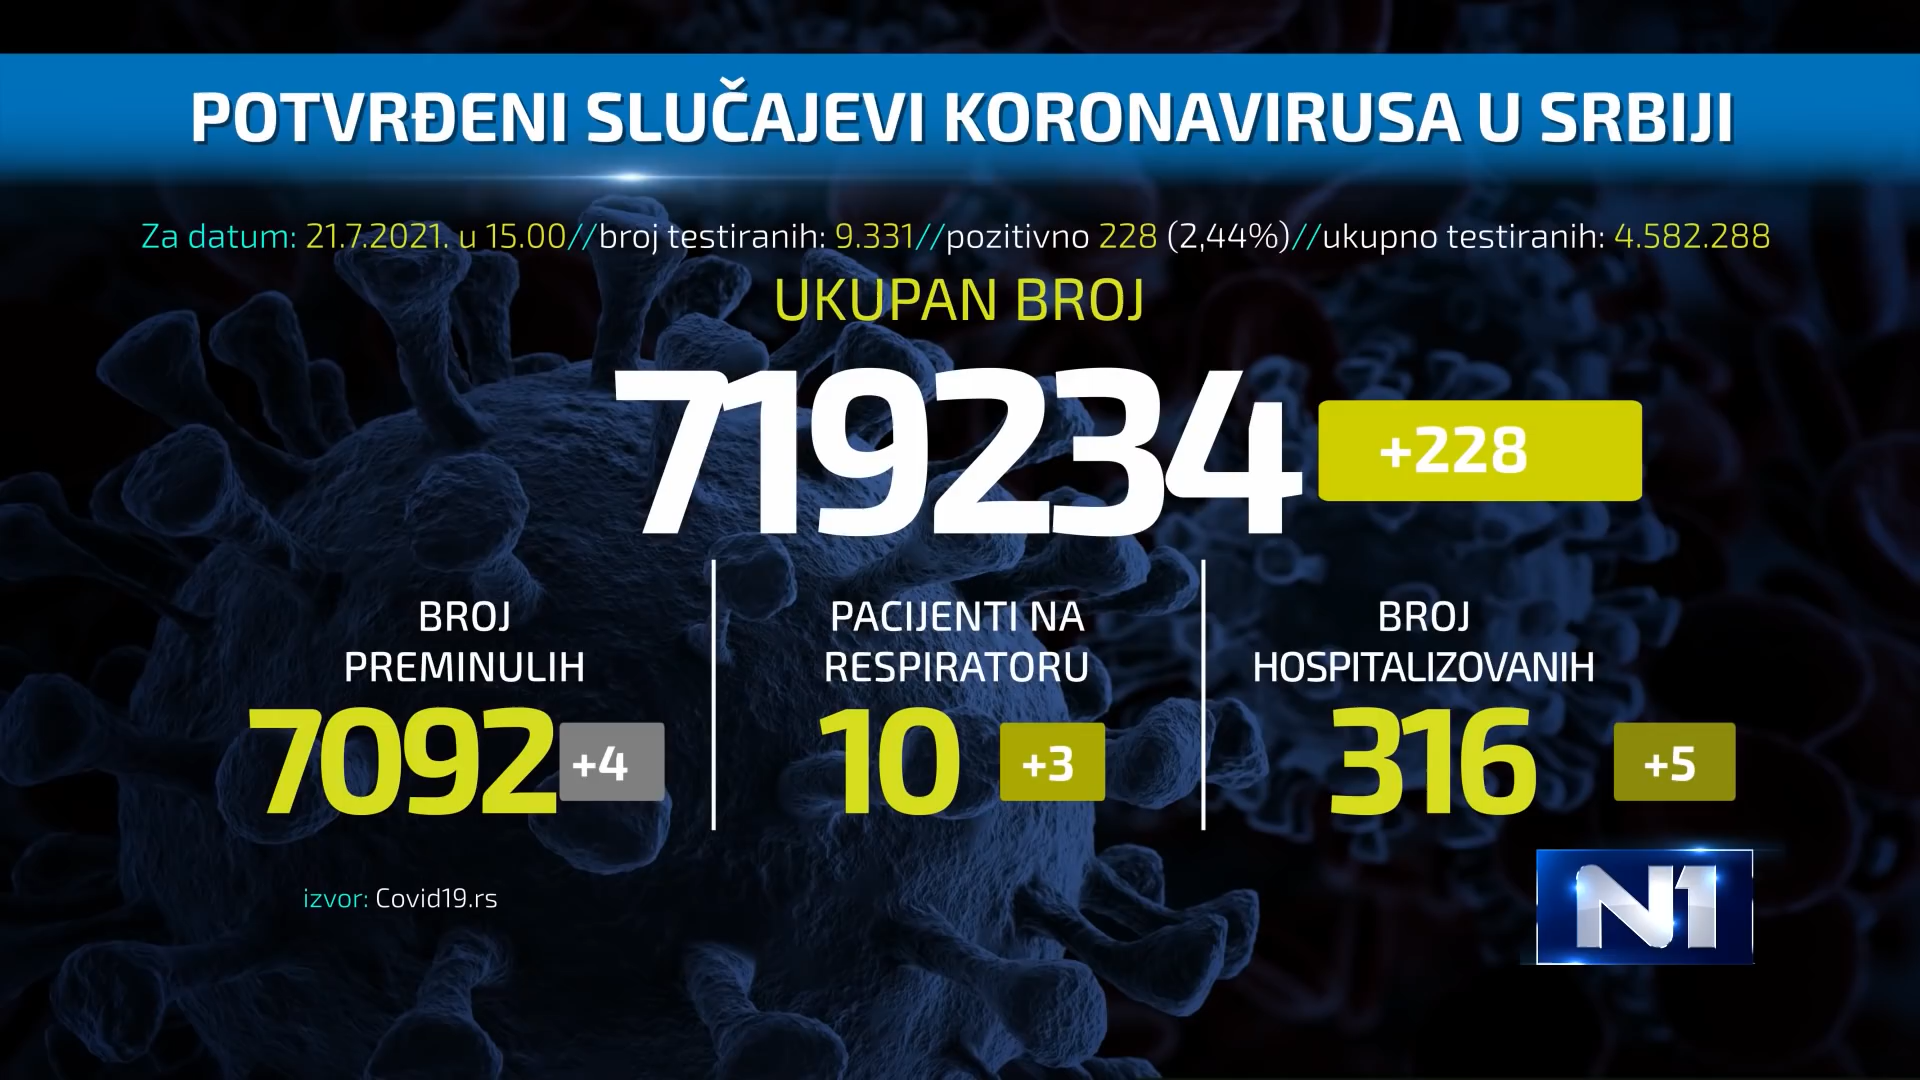 POTVRĐENI SLUČAJEVI KORONAVIRUSA U SRBIJI
Za datum: 21.7.2021. u 15.00//broj testiranih: 9.331//pozitivno 228 (2,44%)//ukupno testiranih: 4.582.288
UKUPAN BROJ
719234
+228
BROJ
PREMINULIH
7092
+4
PACIJENTI NA
RESPIRATORU
10
+3
BROJ
HOSPITALIZOVANIH
316
+5
izvor: Covid19.rs
N1